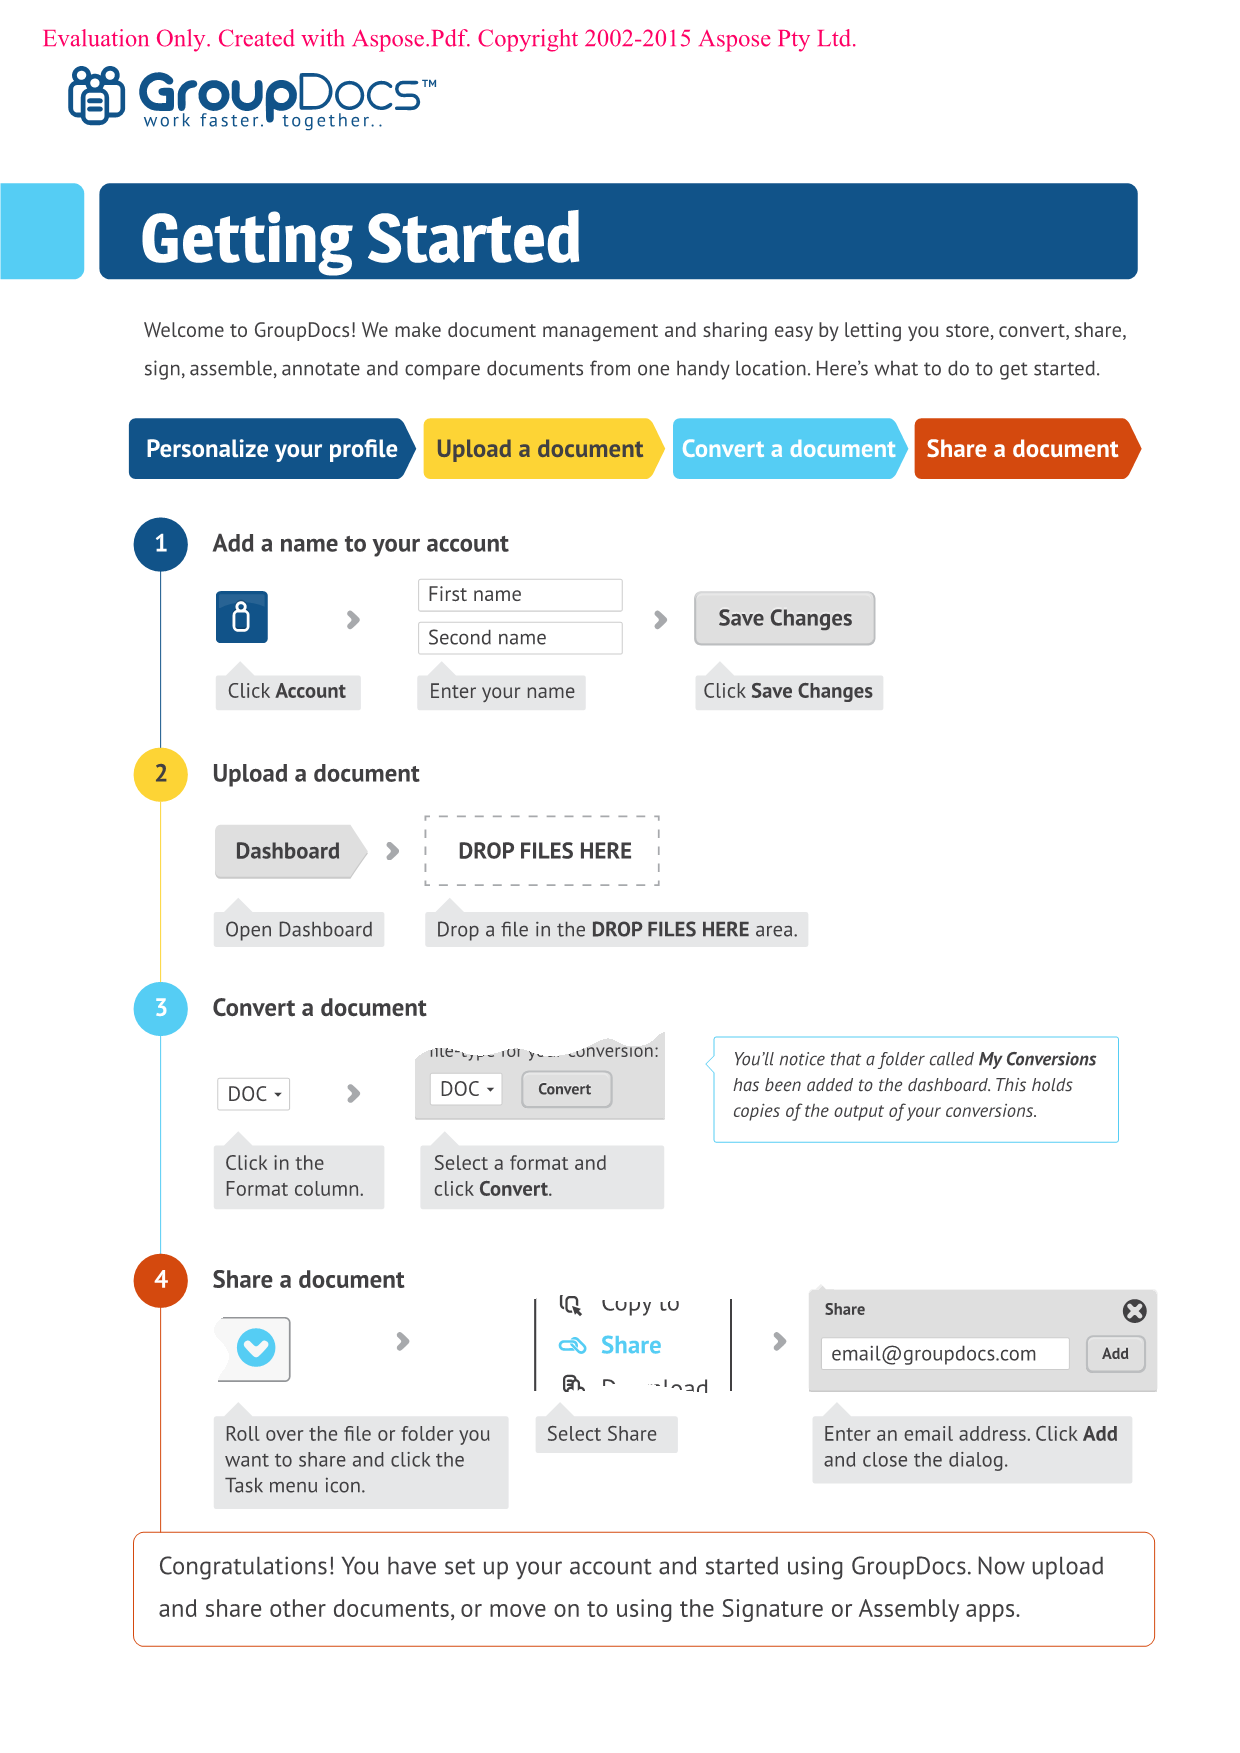 Evaluation Only. Created with Aspose.Pdf. Copyright 2002-2015 Aspose Pty Ltd.
GroupDocs™
work faster. together..
Getting Started
Welcome to GroupDocs! We make document management and sharing easy by letting you store, convert, share,
sign, assemble, annotate and compare documents from one handy location. Here’s what to do to get started.
Personalize your profile
Upload a document
Convert a document
Share a document
1
Add a name to your account
First name
Second name
Save Changes
Click Account
Enter your name
Click Save Changes
2
Upload a document
Dashboard
DROP FILES HERE
Open Dashboard
Drop a file in the DROP FILES HERE area.
3
Convert a document
file-type for your conversion:
DOC
DOC
Convert
You’ll notice that a folder called My Conversions
has been added to the dashboard. This holds
copies of the output of your conversions.
Click in the
Format column.
Select a format and
click Convert.
4
Share a document
Copy to
Share
Download
Share
email@groupdocs.com
Add
Roll over the file or folder you
want to share and click the
Task menu icon.
Select Share
Enter an email address. Click Add
and close the dialog.
Congratulations! You have set up your account and started using GroupDocs. Now upload
and share other documents, or move on to using the Signature or Assembly apps.